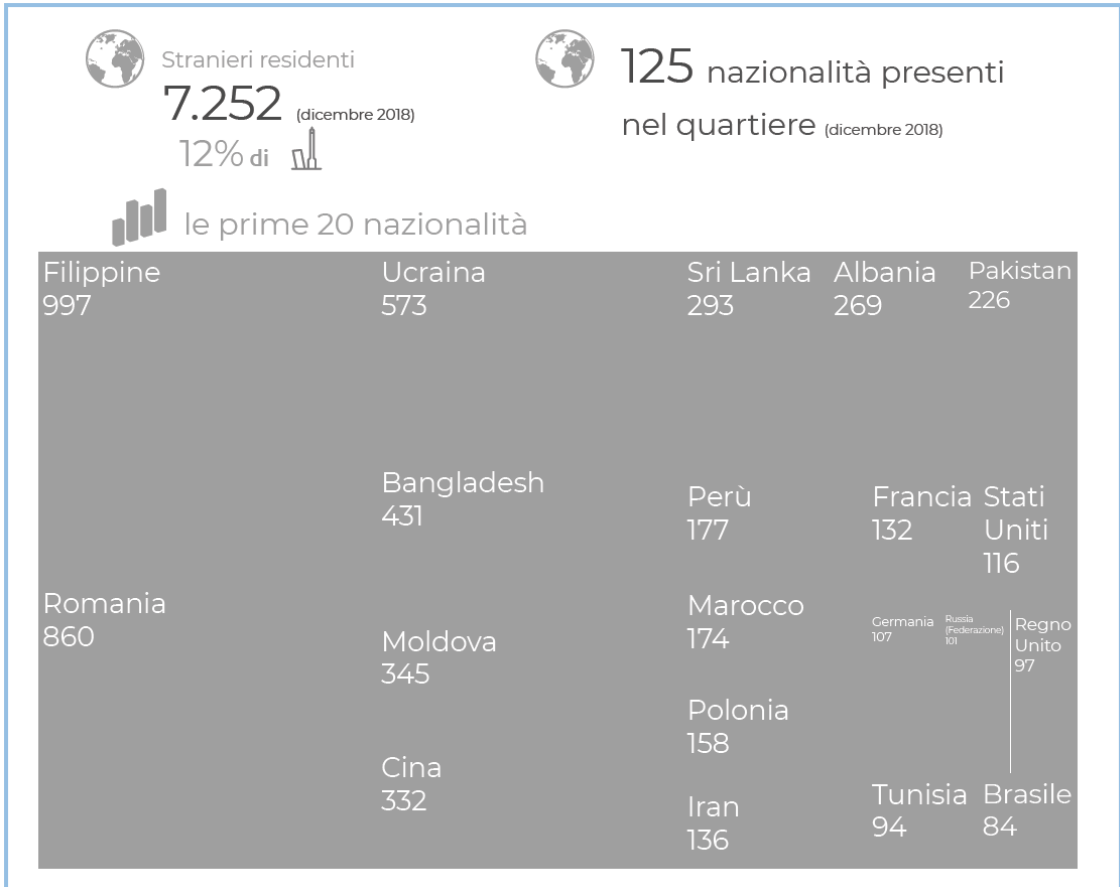 Stranieri residenti
7.252 (dicembre 2018)
12% di
125 nazionalità presenti
nel quartiere (dicembre 2018)
le prime 20 nazionalità
Filippine
997
Romania
860
Ucraina
573
Bangladesh
431
Moldova
345
Cina
332
Sri Lanka
293
Albania
269
Pakistan
226
Perù
177
Marocco
174
Polonia
158
Iran
136
Francia
132
Stati
Uniti
116
Germania
107
Russia
(Federazione)
101
Regno
Unito
97
Tunisia
94
Brasile
84